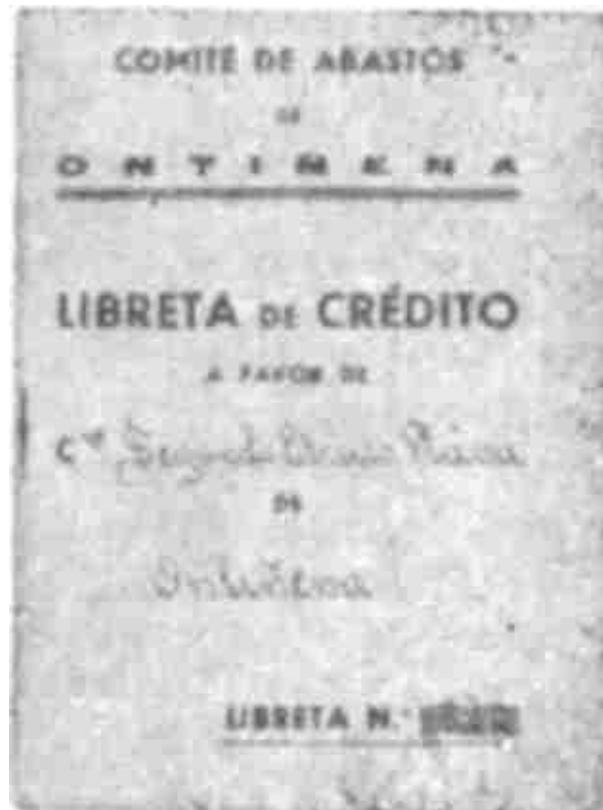 COMITÉ DE ABASTOS
DE
ONTIÑENA
LIBRETA DE CRÉDITO
A FAVOR DE
C.ª
DE
Ontiñena
LIBRETA N.º